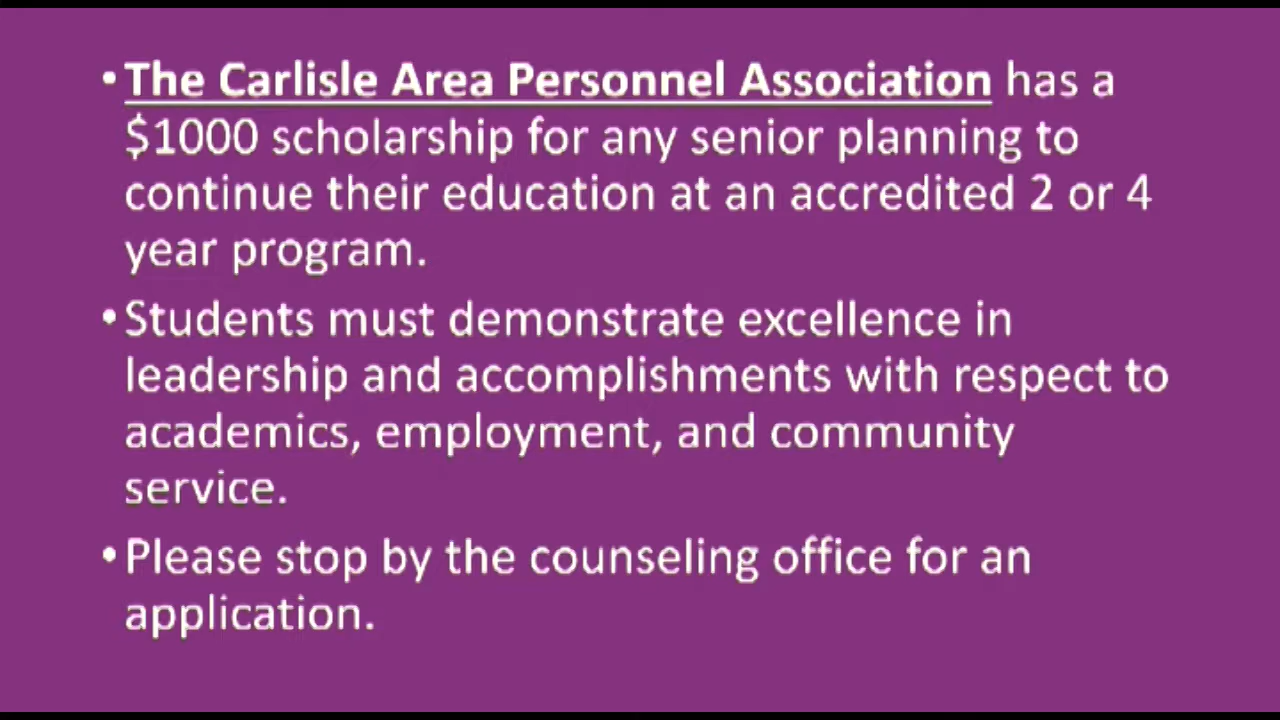 • The Carlisle Area Personnel Association has a
$1000 scholarship for any senior planning to
continue their education at an accredited 2 or 4
year program.
• Students must demonstrate excellence in
leadership and accomplishments with respect to
academics, employment, and community
service.
• Please stop by the counseling office for an
application.